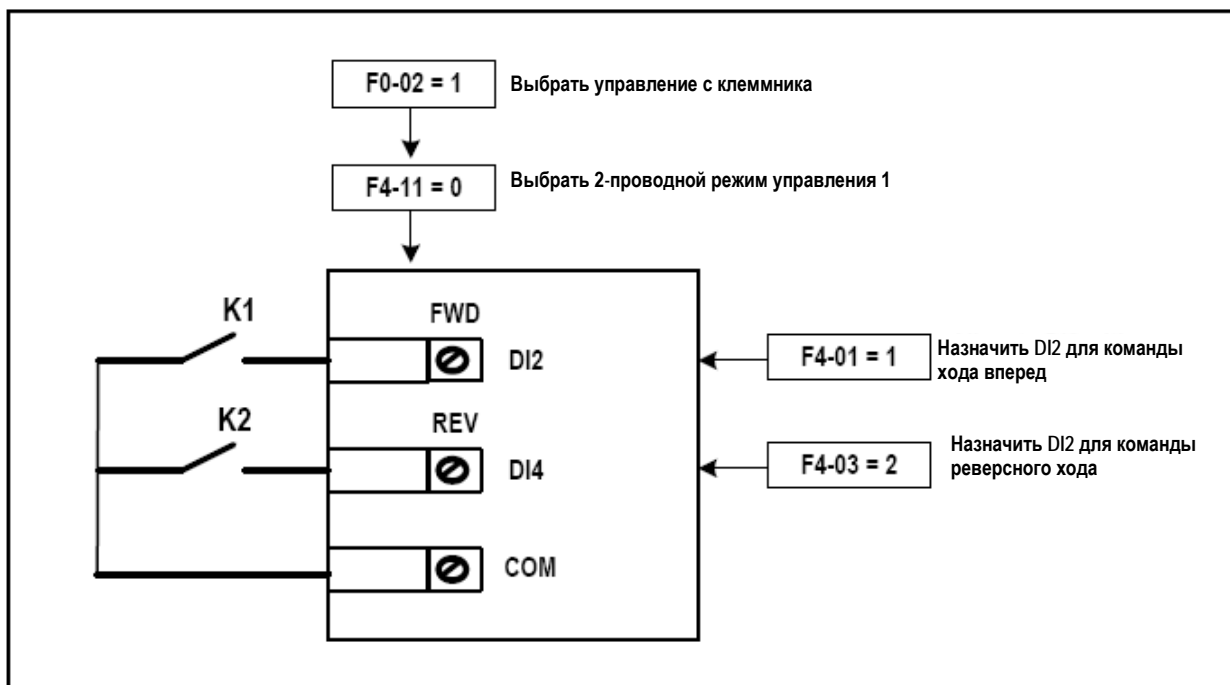 F0-02 = 1
Выбрать управление с клеммника
F4-11 = 0
Выбрать 2-проводной режим управления 1
K1
FWD
DI2
F4-01 = 1
Назначить DI2 для команды
хода вперед
K2
REV
DI4
F4-03 = 2
Назначить DI2 для команды
реверсного хода
COM